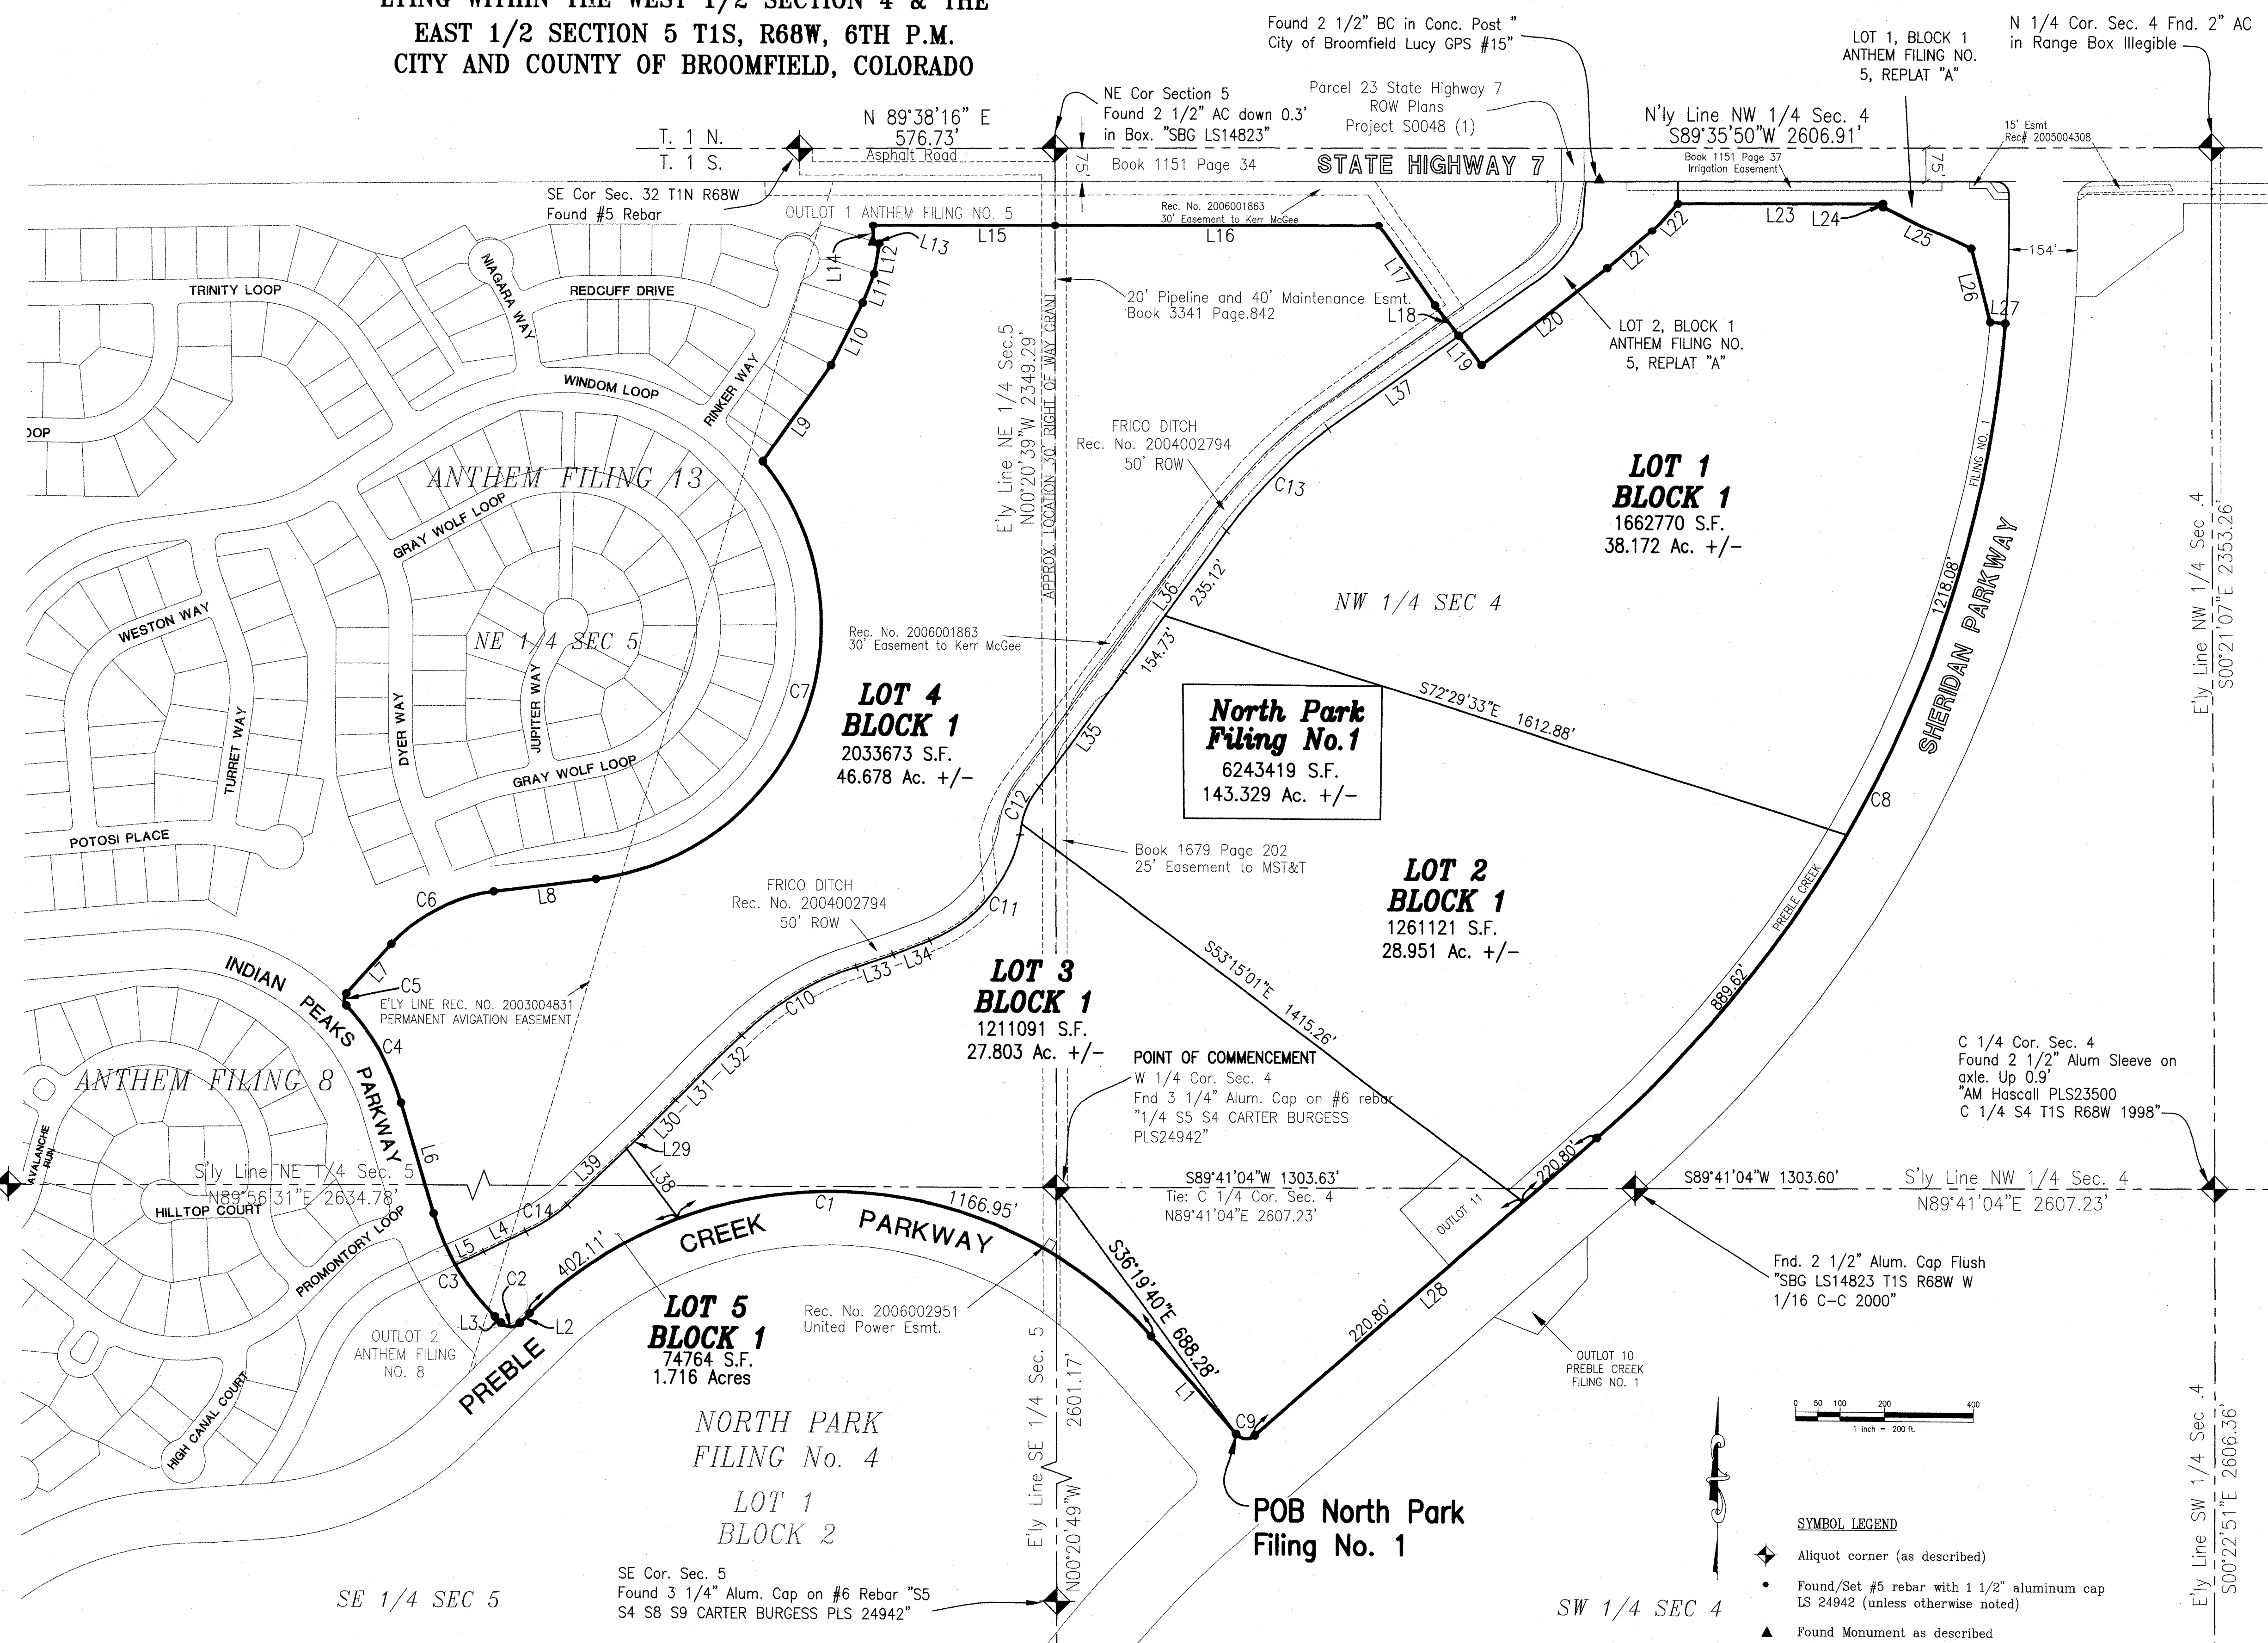 LYING WITHIN THE WEST 1/2 SECTION 4 & THE
EAST 1/2 SECTION 5 T1S, R68W, 6TH P.M.
CITY AND COUNTY OF BROOMFIELD, COLORADO
Found 2 1/2" BC in Conc. Post "
City of Broomfield Lucy GPS #15"
N 1/4 Cor. Sec. 4 Fnd. 2" AC
in Range Box Illegible
LOT 1, BLOCK 1
ANTHEM FILING NO.
5, REPLAT "A"
NE Cor Section 5
Found 2 1/2" AC down 0.3'
in Box. "SBG LS14823"
Parcel 23 State Highway 7
ROW Plans
Project S0048 (1)
N 89°38'16" E
576.73'
Asphalt Road
T. 1 N.
T. 1 S.
75'
Book 1151 Page 34
STATE HIGHWAY 7
N'ly Line NW 1/4 Sec. 4
S89°35'50"W 2606.91'
Book 1151 Page 37
Irrigation Easement
75'
15' Esmt
Rec# 2005004308
SE Cor Sec. 32 T1N R68W
Found #5 Rebar
OUTLOT 1 ANTHEM FILING NO. 5
Rec. No. 2006001863
30' Easement to Kerr McGee
L15
L16
L14
L13
L12
L11
L10
L9
L17
L18
L19
L20
L21
L22
L23
L24
L25
L26
L27
154'
TRINITY LOOP
NIAGARA WAY
REDCUFF DRIVE
WINDOM LOOP
RINKER WAY
OOP
20' Pipeline and 40' Maintenance Esmt.
Book 3341 Page.842
E'ly Line NE 1/4 Sec.5
N00°20'39"W 2349.29'
APPROX. LOCATION 30' RIGHT OF WAY GRANT
LOT 2, BLOCK 1
ANTHEM FILING NO.
5, REPLAT "A"
L37
FRICO DITCH
Rec. No. 2004002794
50' ROW
C13
ANTHEM FILING 13
GRAY WOLF LOOP
LOT 1
BLOCK 1
1662770 S.F.
38.172 Ac. +/-
FILING NO. 1
1218.08'
SHERIDAN PARKWAY
E'ly Line NW 1/4 Sec .4
S00°21'07"E 2353.26'
WESTON WAY
NE 1/4 SEC 5
L36
235.12'
NW 1/4 SEC 4
Rec. No. 2006001863
30' Easement to Kerr McGee
154.73'
TURRET WAY
DYER WAY
JUPITER WAY
C7
LOT 4
BLOCK 1
2033673 S.F.
46.678 Ac. +/-
L35
North Park
Filing No.1
6243419 S.F.
143.329 Ac. +/-
S72°29'33"E 1612.88'
GRAY WOLF LOOP
C12
C8
POTOSI PLACE
Book 1679 Page 202
25' Easement to MST&T
LOT 2
BLOCK 1
1261121 S.F.
28.951 Ac. +/-
PREBLE CREEK
889.62'
C6
L8
FRICO DITCH
Rec. No. 2004002794
50' ROW
C11
S53°15'01"E 1415.26'
INDIAN PEAKS PARKWAY
L7
C5
E'LY LINE REC. NO. 2003004831
PERMANENT AVIGATION EASEMENT
L33
L34
C10
LOT 3
BLOCK 1
1211091 S.F.
27.803 Ac. +/-
C4
ANTHEM FILING 8
L32
L31
L30
L29
POINT OF COMMENCEMENT
W 1/4 Cor. Sec. 4
Fnd 3 1/4" Alum. Cap on #6 rebar
"1/4 S5 S4 CARTER BURGESS
PLS24942"
C 1/4 Cor. Sec. 4
Found 2 1/2" Alum Sleeve on
axle. Up 0.9'
"AM Hascall PLS23500
C 1/4 S4 T1S R68W 1998"
AVALANCHE
RUN
S'ly Line NE 1/4 Sec. 5
N89°56'31"E 2634.78'
L6
L39
L38
S89°41'04"W 1303.63'
Tie: C 1/4 Cor. Sec. 4
N89°41'04"E 2607.23'
220.80'
S89°41'04"W 1303.60'
S'ly Line NW 1/4 Sec. 4
N89°41'04"E 2607.23'
HILLTOP COURT
PROMONTORY LOOP
C14
L4
L5
402.11'
C1
1166.95'
PREBLE CREEK PARKWAY
OUTLOT 11
S36°19'40"E 688.28'
C3
C2
L3
L2
LOT 5
BLOCK 1
74764 S.F.
1.716 Acres
Rec. No. 2006002951
United Power Esmt.
L28
220.80'
Fnd. 2 1/2" Alum. Cap Flush
"SBG LS14823 T1S R68W W
1/16 C-C 2000"
OUTLOT 2
ANTHEM FILING
NO. 8
HIGH CANAL COURT
OUTLOT 10
PREBLE CREEK
FILING NO. 1
L1
C9
E'ly Line SE 1/4 Sec. 5
N00°20'49"W 2601.17'
NORTH PARK
FILING No. 4
LOT 1
BLOCK 2
0 50 100 200 400
1 inch = 200 ft.
POB North Park
Filing No. 1
E'ly Line SW 1/4 Sec .4
S00°22'51"E 2606.36'
SYMBOL LEGEND
Aliquot corner (as described)
Found/Set #5 rebar with 1 1/2" aluminum cap
LS 24942 (unless otherwise noted)
Found Monument as described
SE Cor. Sec. 5
Found 3 1/4" Alum. Cap on #6 Rebar "S5
S4 S8 S9 CARTER BURGESS PLS 24942"
SE 1/4 SEC 5
SW 1/4 SEC 4